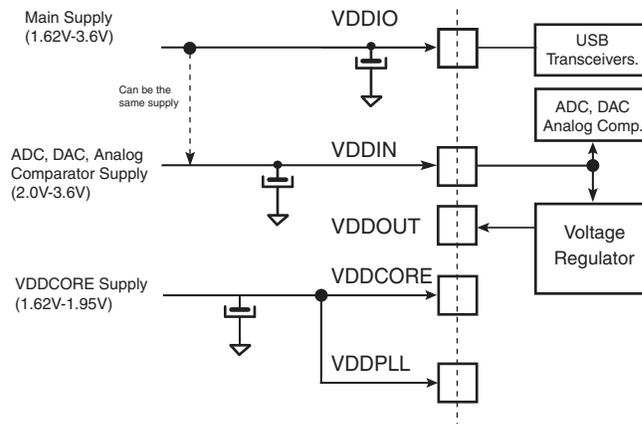 Main Supply
(1.62V-3.6V)
VDDIO
USB
Transceivers.
Can be the
same supply
ADC, DAC
Analog Comp.
ADC, DAC, Analog
Comparator Supply
(2.0V-3.6V)
VDDIN
VDDOUT
Voltage
Regulator
VDDCORE Supply
(1.62V-1.95V)
VDDCORE
VDDPLL